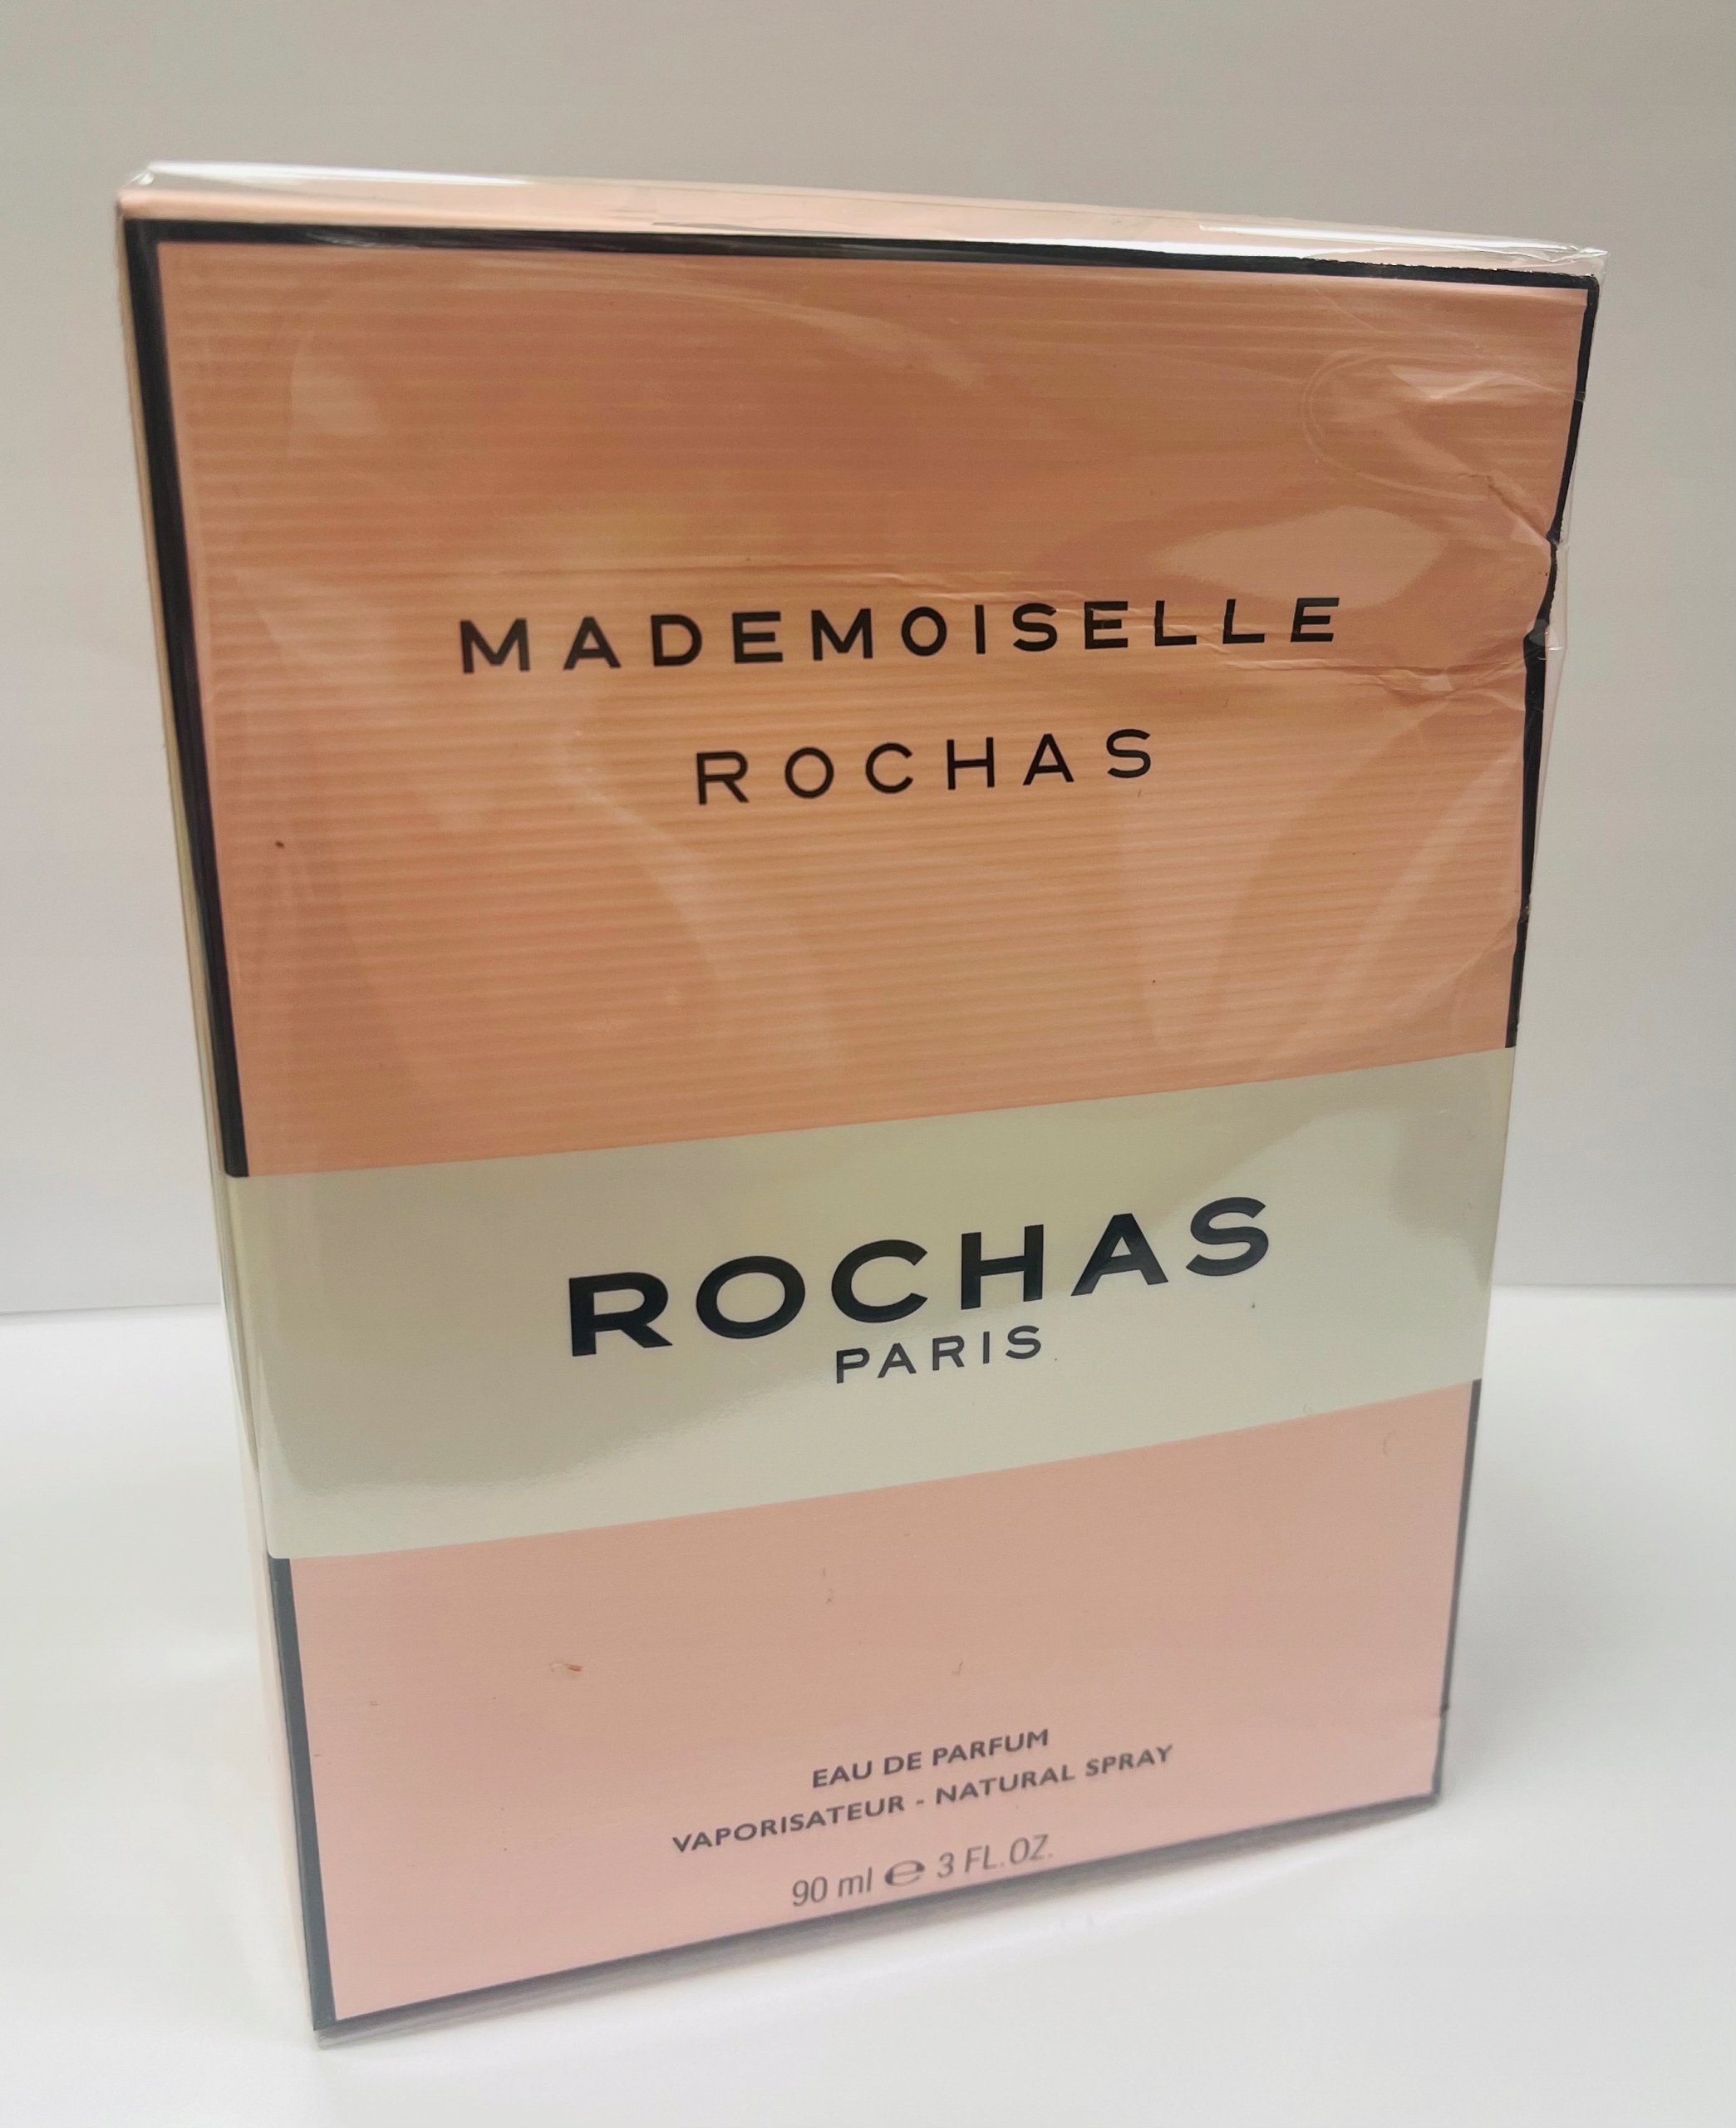 MADEMOISELLE
ROCHAS
ROCHAS
PARIS
EAU DE PARFUM
VAPORISATEUR - NATURAL SPRAY
90 ml ℮ 3 FL.OZ.